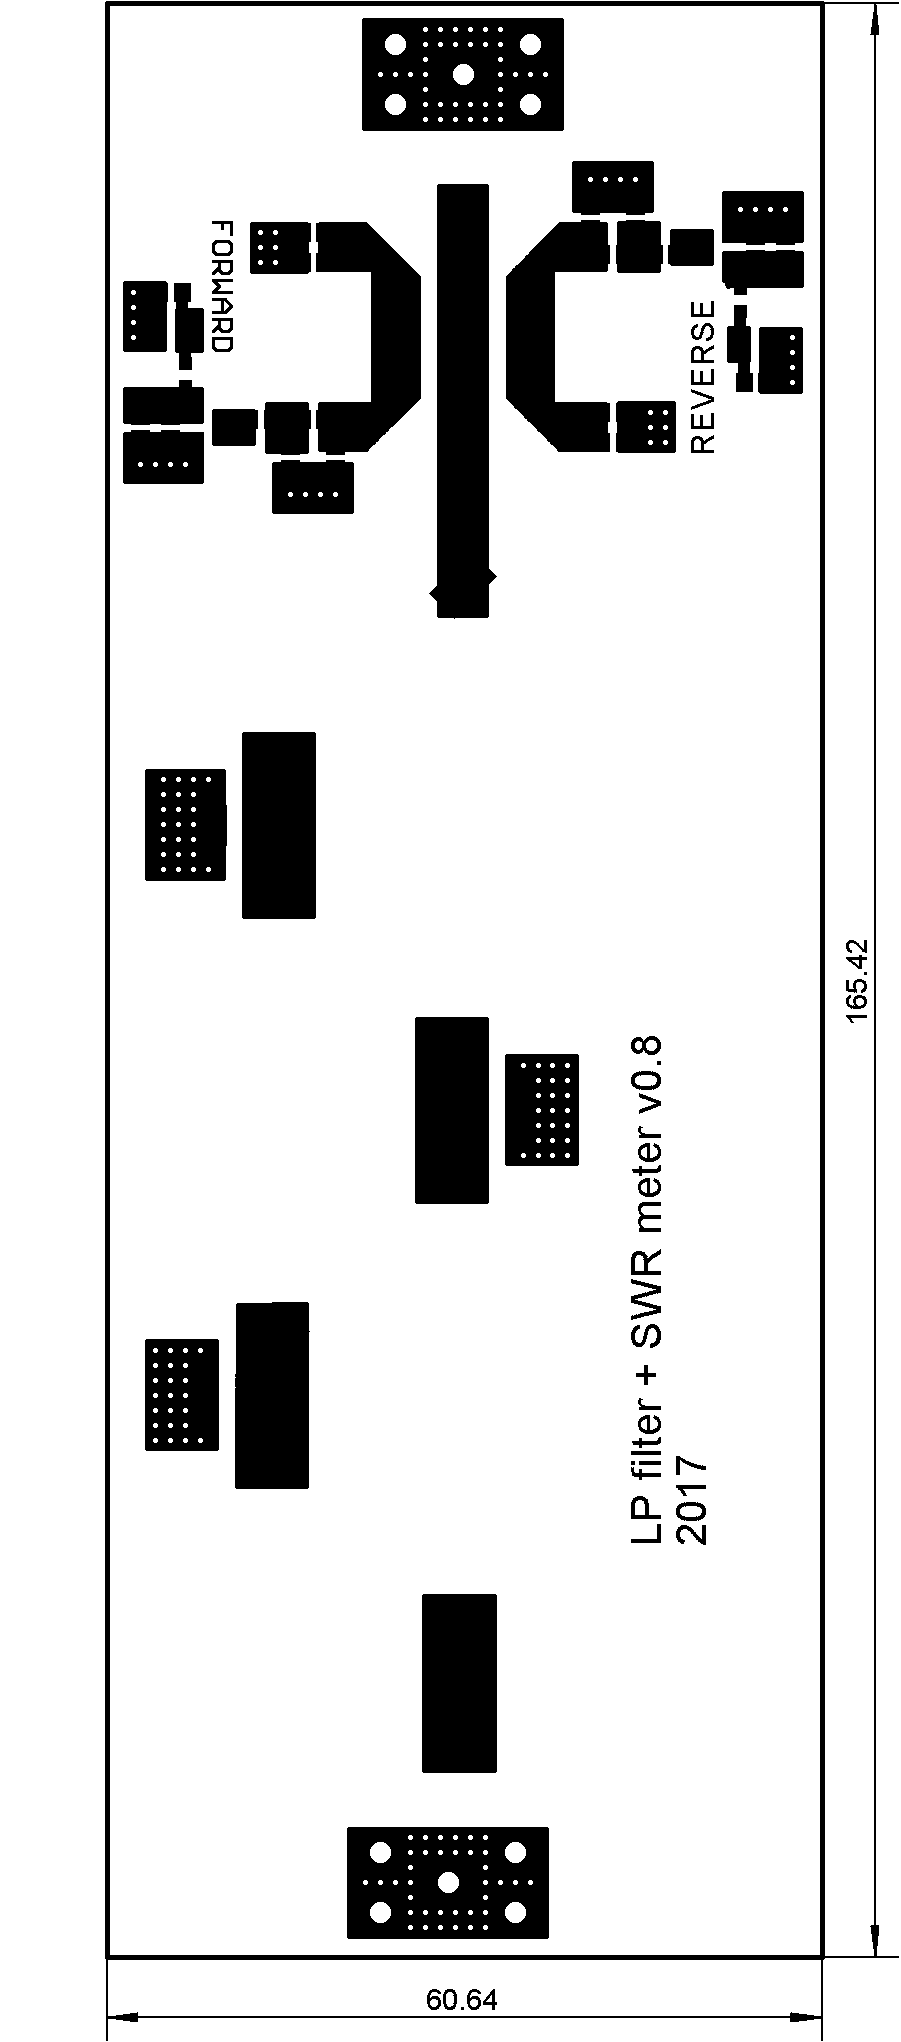 FORWARD
REVERSE
165.42
LP filter + SWR meter v0.8
2017
60.64